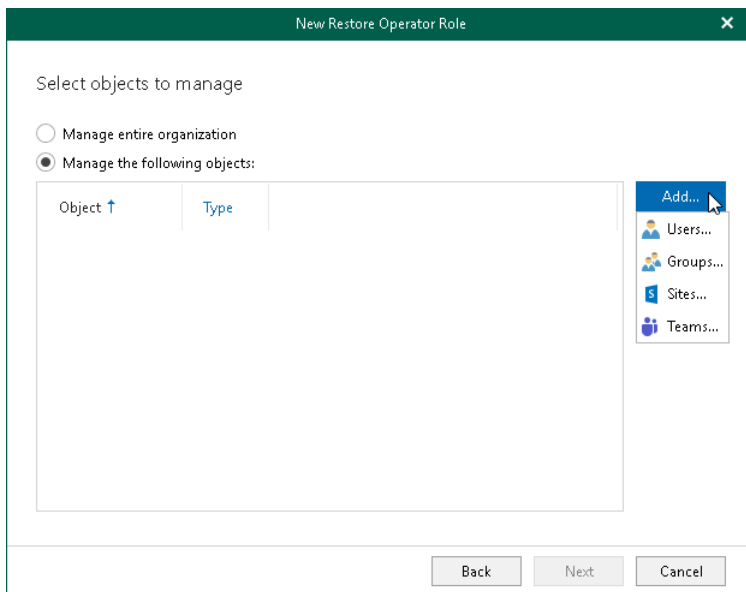 New Restore Operator Role
Select objects to manage
Manage entire organization
Manage the following objects:
Object ↑ Type
Add...
Users...
Groups...
Sites...
Teams...
Back Next Cancel